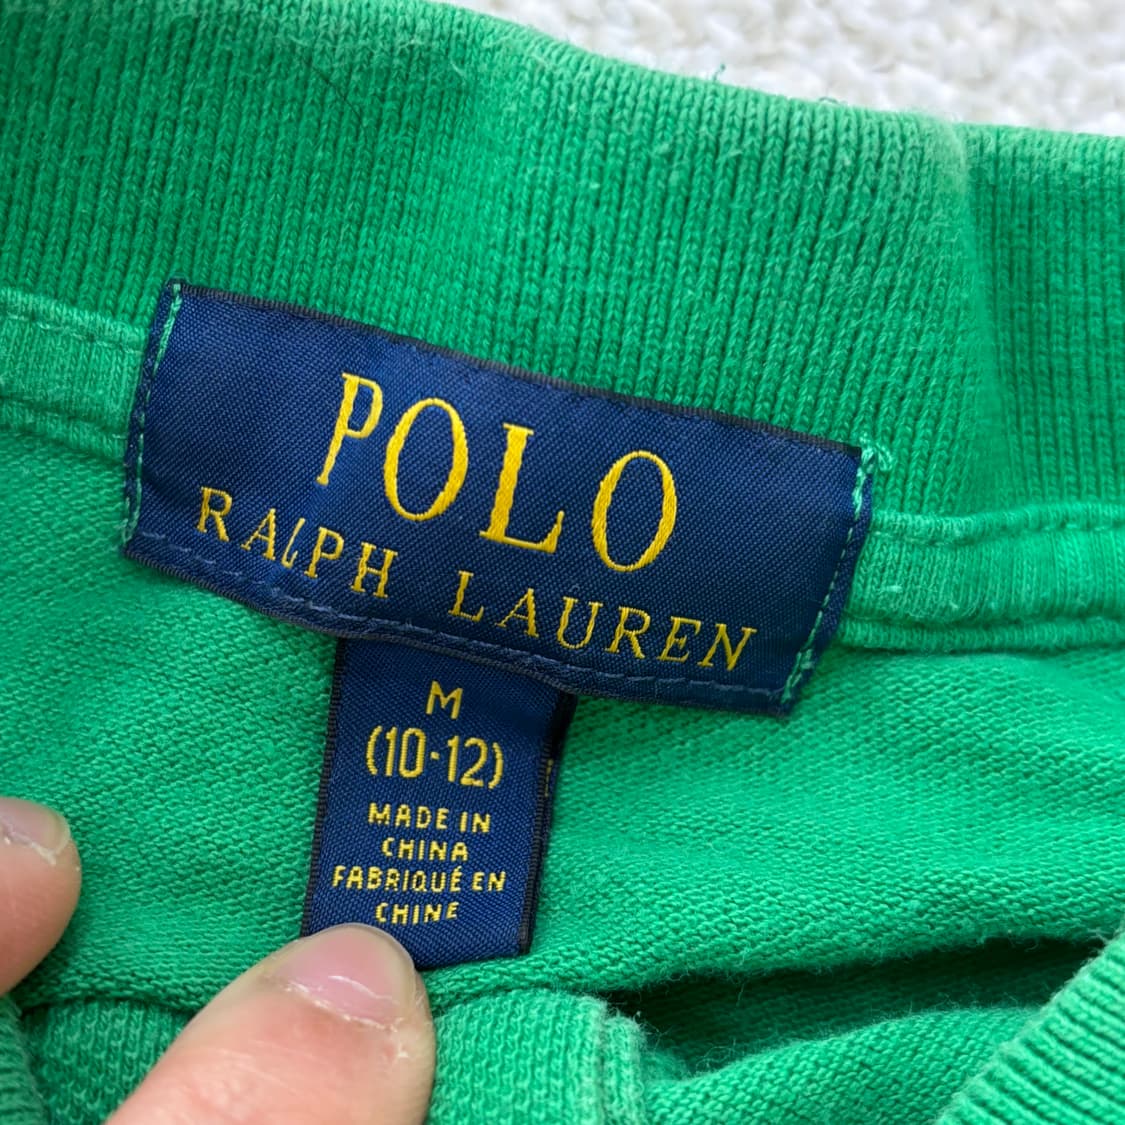 POLO
RALPH LAUREN
M
(10-12)
MADE IN
CHINA
FABRIQUÉ EN
CHINE